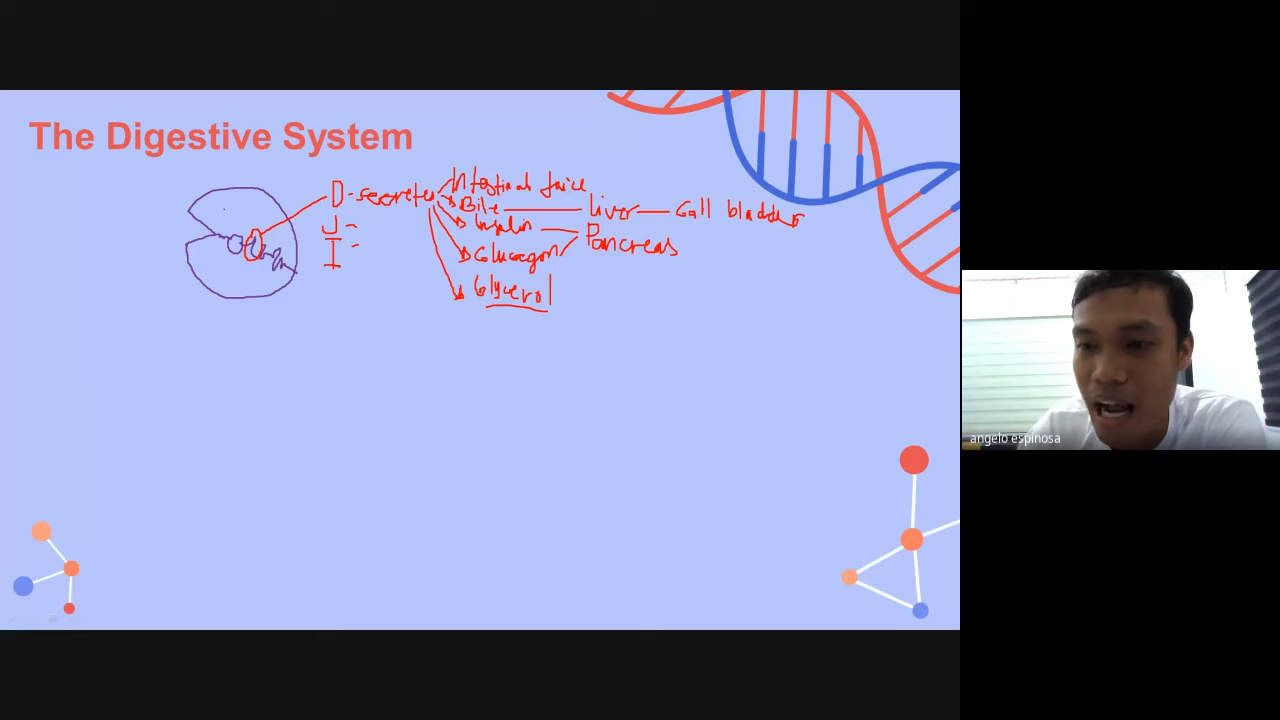 The Digestive System
D-secretes Intestinal Juice
Bile Liver Gall bladder
Insulin Pancreas
J-
Glucagon
I-
Glycerol
angelo espinosa